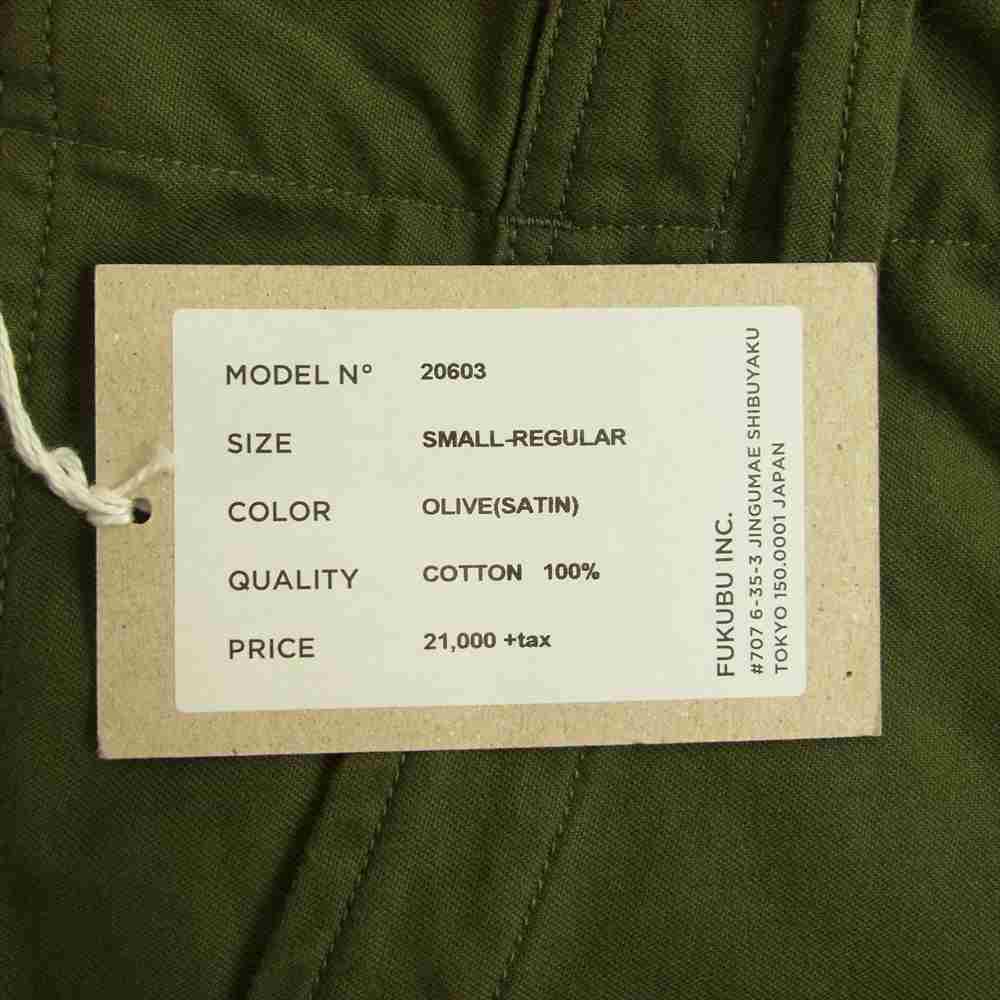 MODEL N° 20603
SIZE SMALL-REGULAR
COLOR OLIVE(SATIN)
QUALITY COTTON 100%
PRICE 21,000 +tax
FUKUBU INC.
#707 6-35-3 JINGUMAE SHIBUYAKU
TOKYO 150.0001 JAPAN